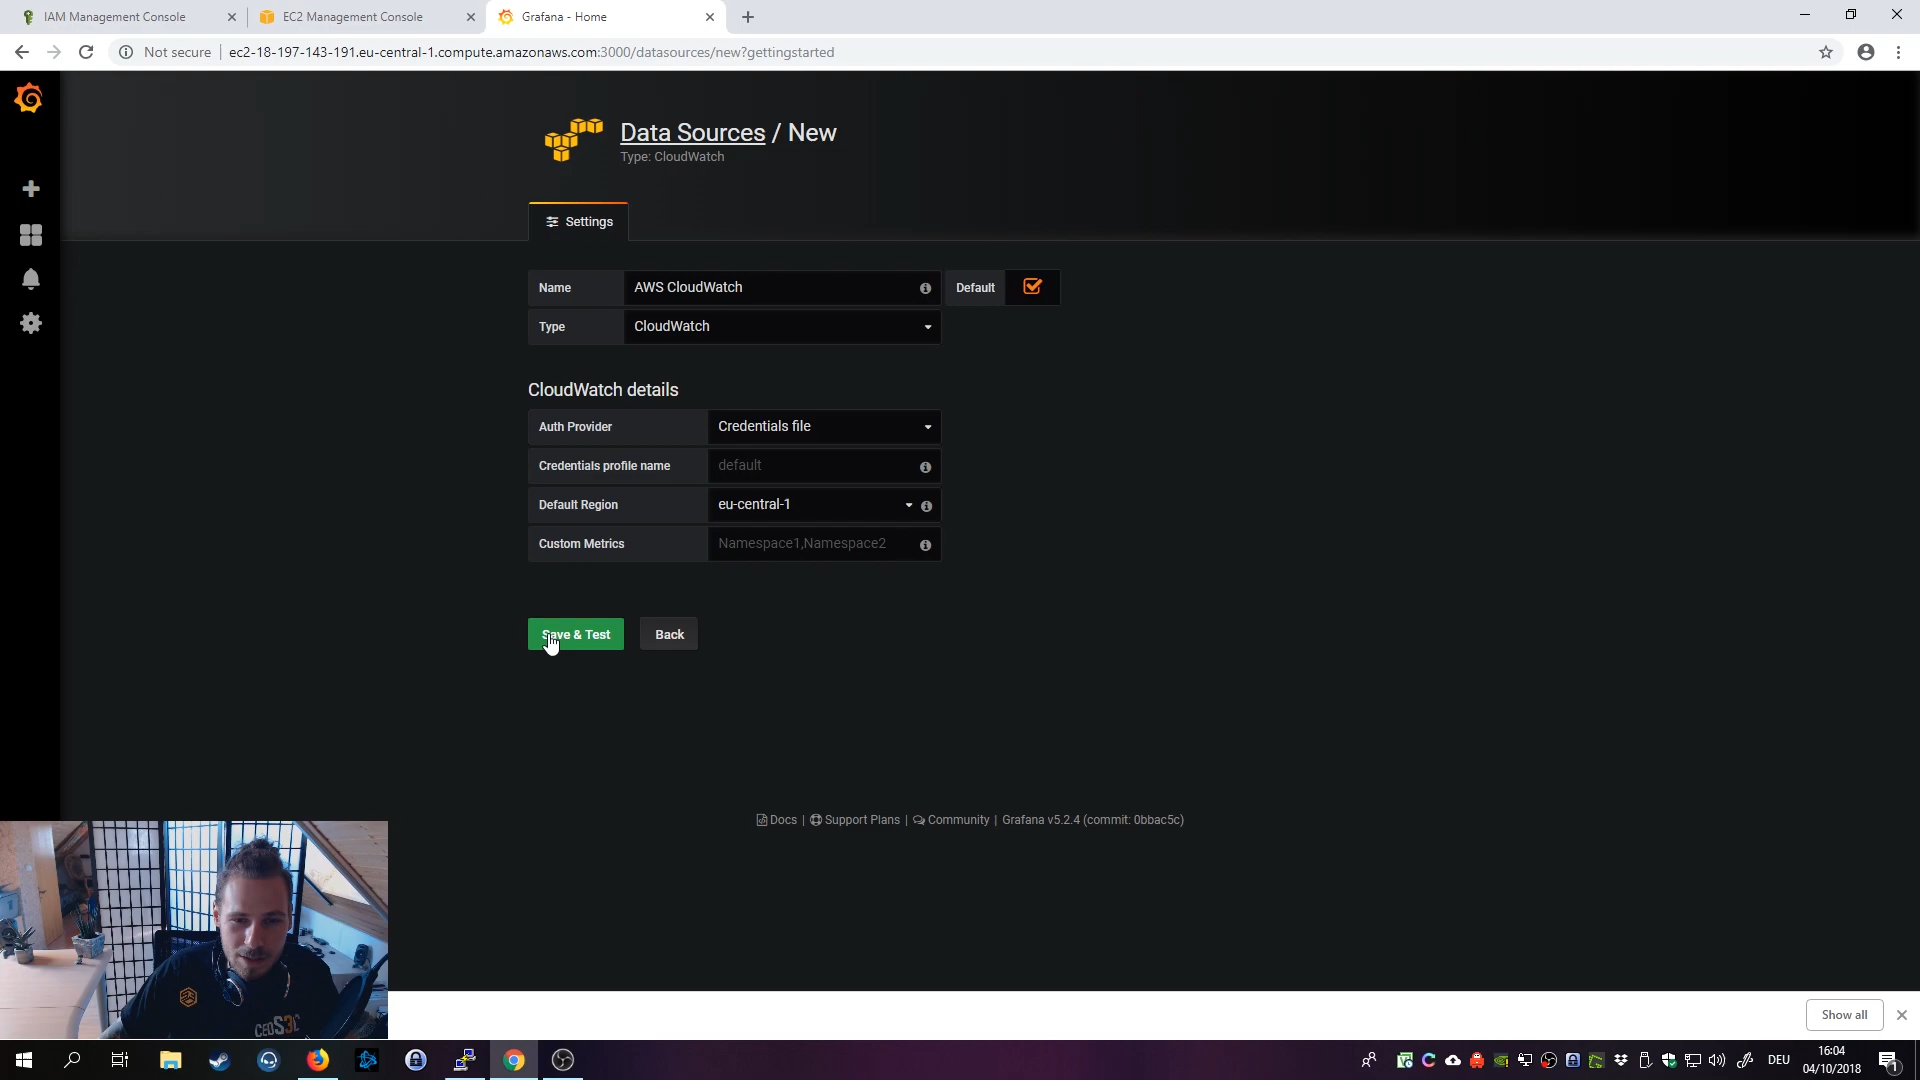 IAM Management Console
EC2 Management Console
Grafana - Home
Not secure
ec2-18-197-143-191.eu-central-1.compute.amazonaws.com:3000/datasources/new?gettingstarted
Data Sources / New
Type: CloudWatch
Settings
Name AWS CloudWatch Default
Type CloudWatch
CloudWatch details
Auth Provider Credentials file
Credentials profile name default
Default Region eu-central-1
Custom Metrics Namespace1,Namespace2
Save & Test Back
Docs | Support Plans | Community | Grafana v5.2.4 (commit: 0bbac5c)
CEOS3C
Show all
DEU
16:04
04/10/2018
1